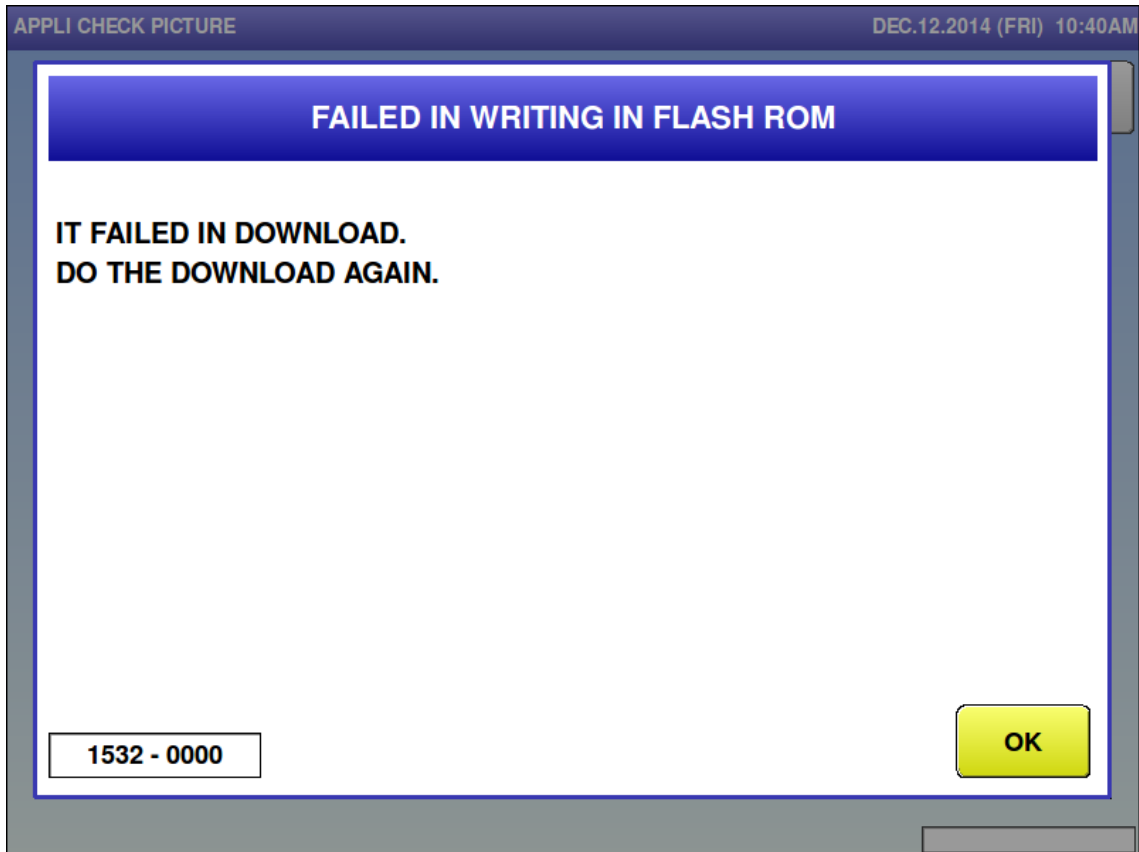 APPLI CHECK PICTURE DEC.12.2014 (FRI) 10:40AM
FAILED IN WRITING IN FLASH ROM
IT FAILED IN DOWNLOAD.
DO THE DOWNLOAD AGAIN.
1532 - 0000
OK